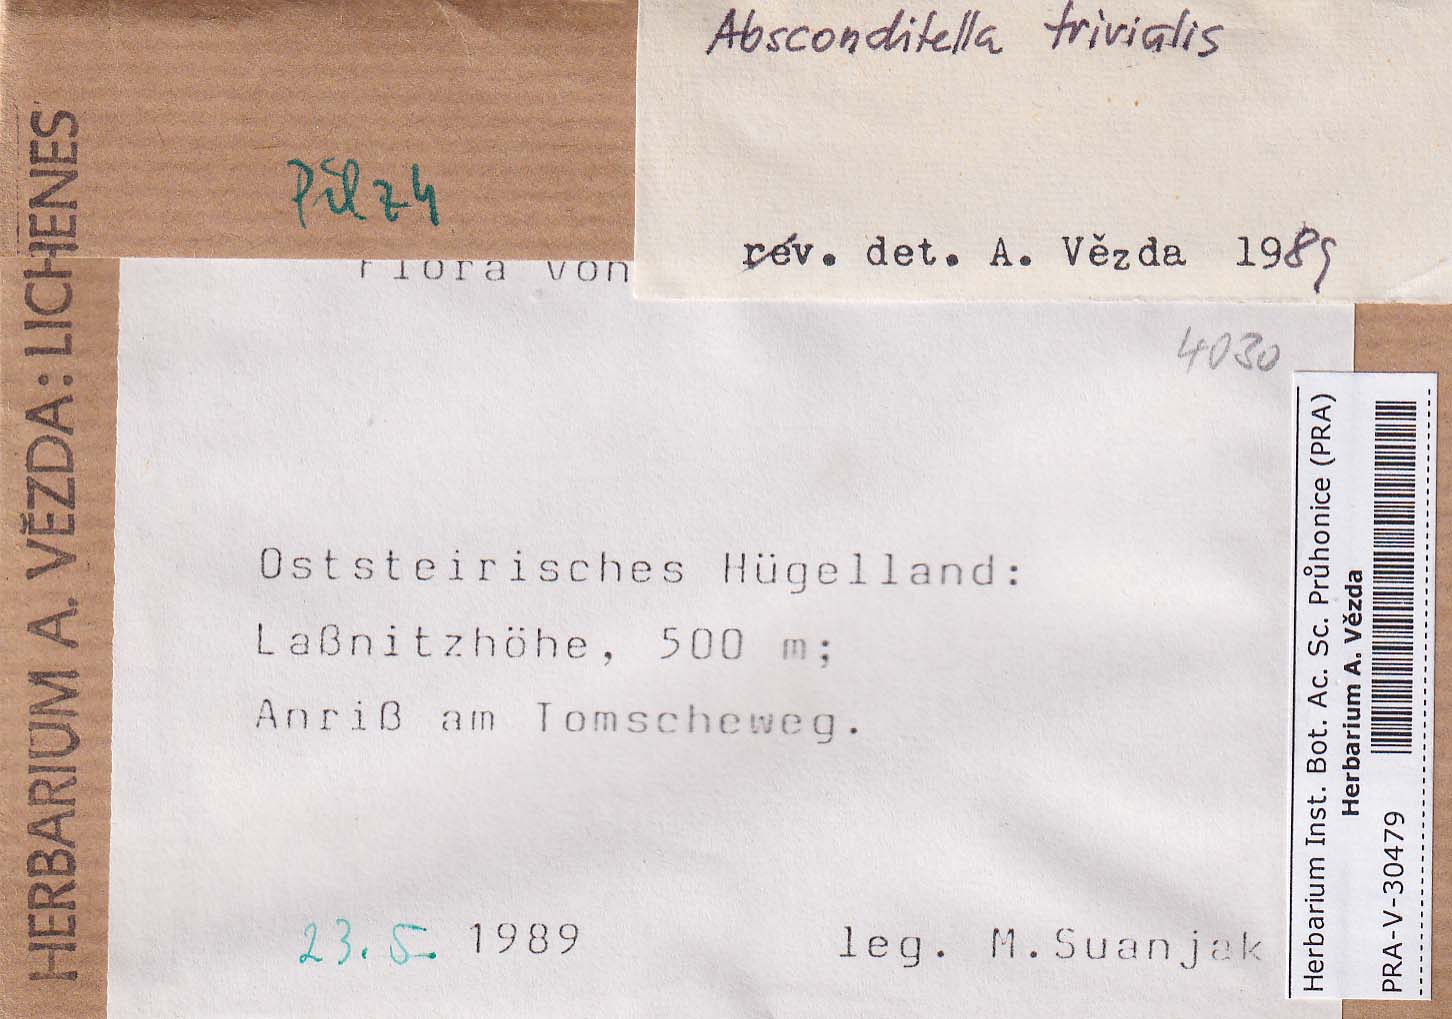 Absconditella trivialis
rev. det. A. Vězda 1989
Pilz 4
HERBARIUM A. VĚZDA: LICHENES
Flora von
4030
Oststeirisches Hügelland:
Laßnitzhöhe, 500 m;
Anriß am Tomscheweg.
23. 5. 1989
leg. M.Suanjak
Herbarium Inst. Bot. Ac. Sc. Průhonice (PRA)
Herbarium A. Vězda
PRA-V-30479